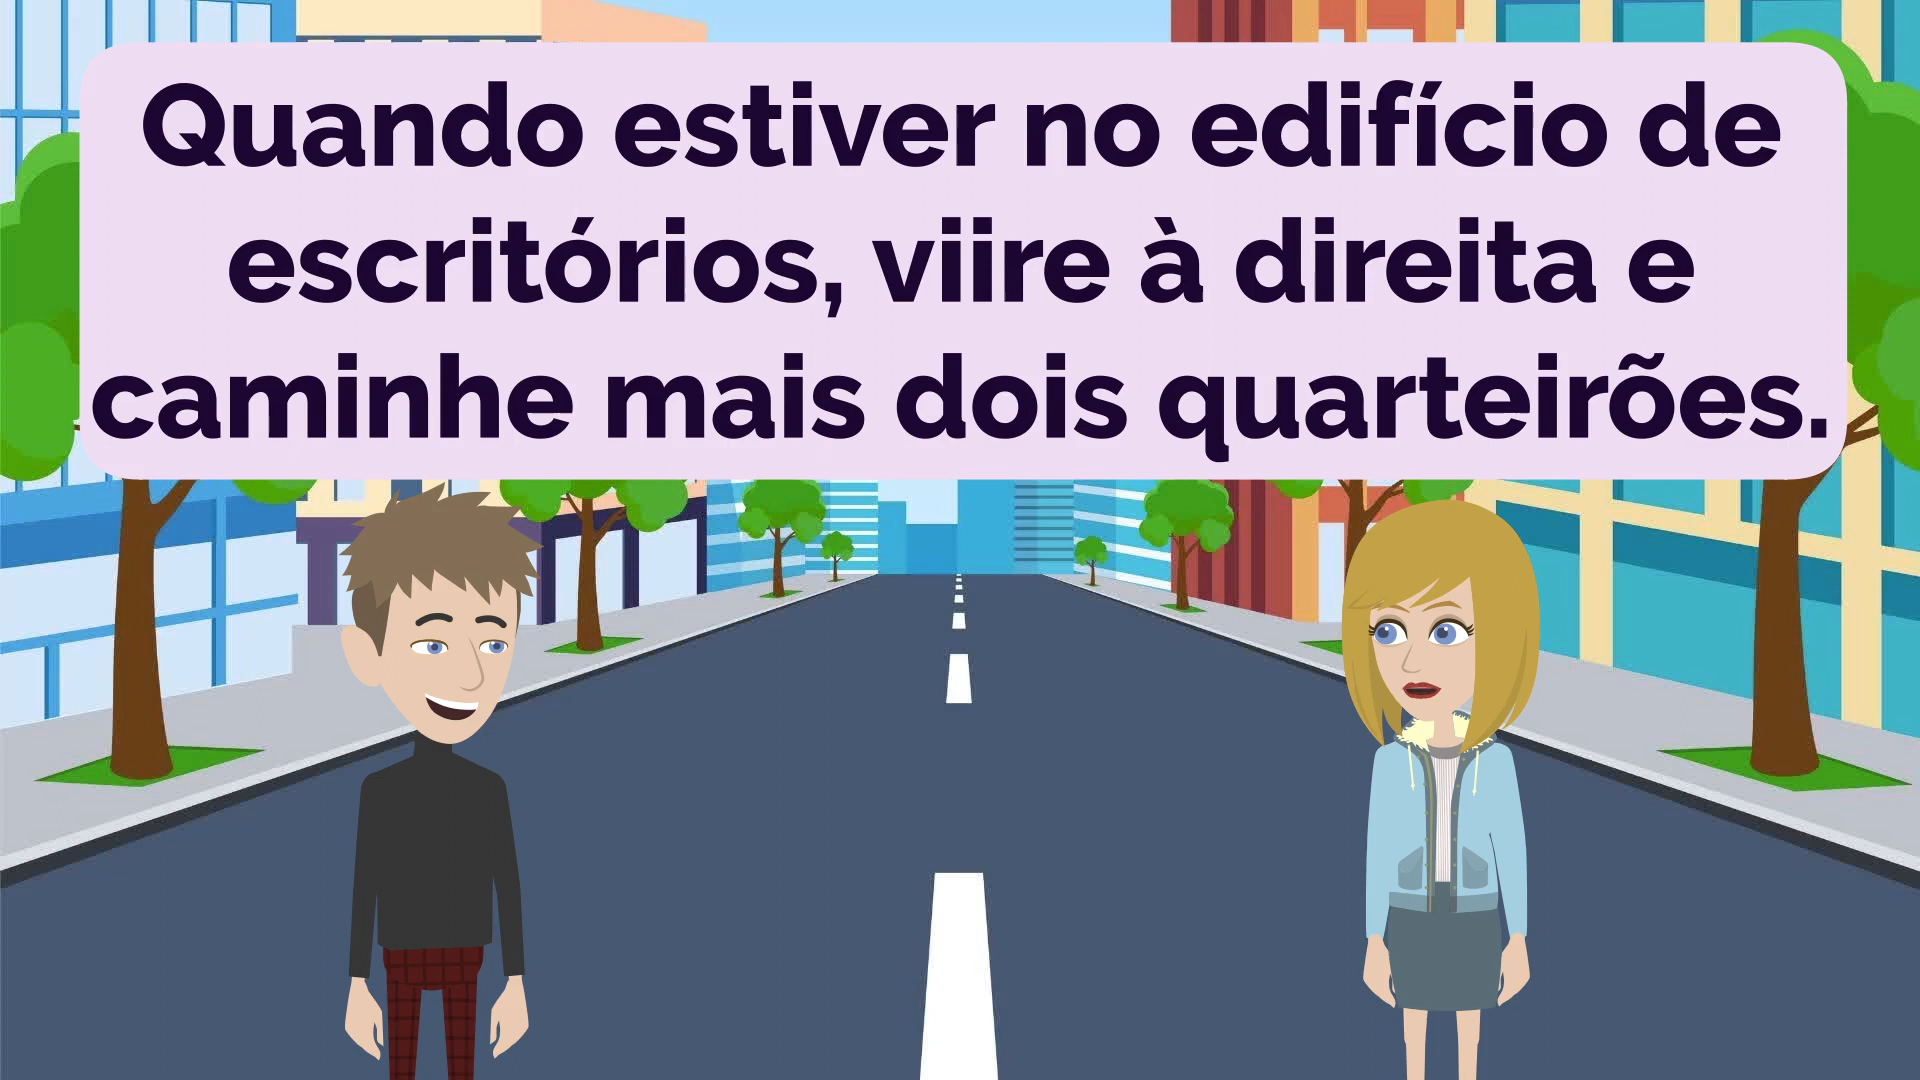 Quando estiver no edifício de
escritórios, viire à direita e
caminhe mais dois quarteirões.